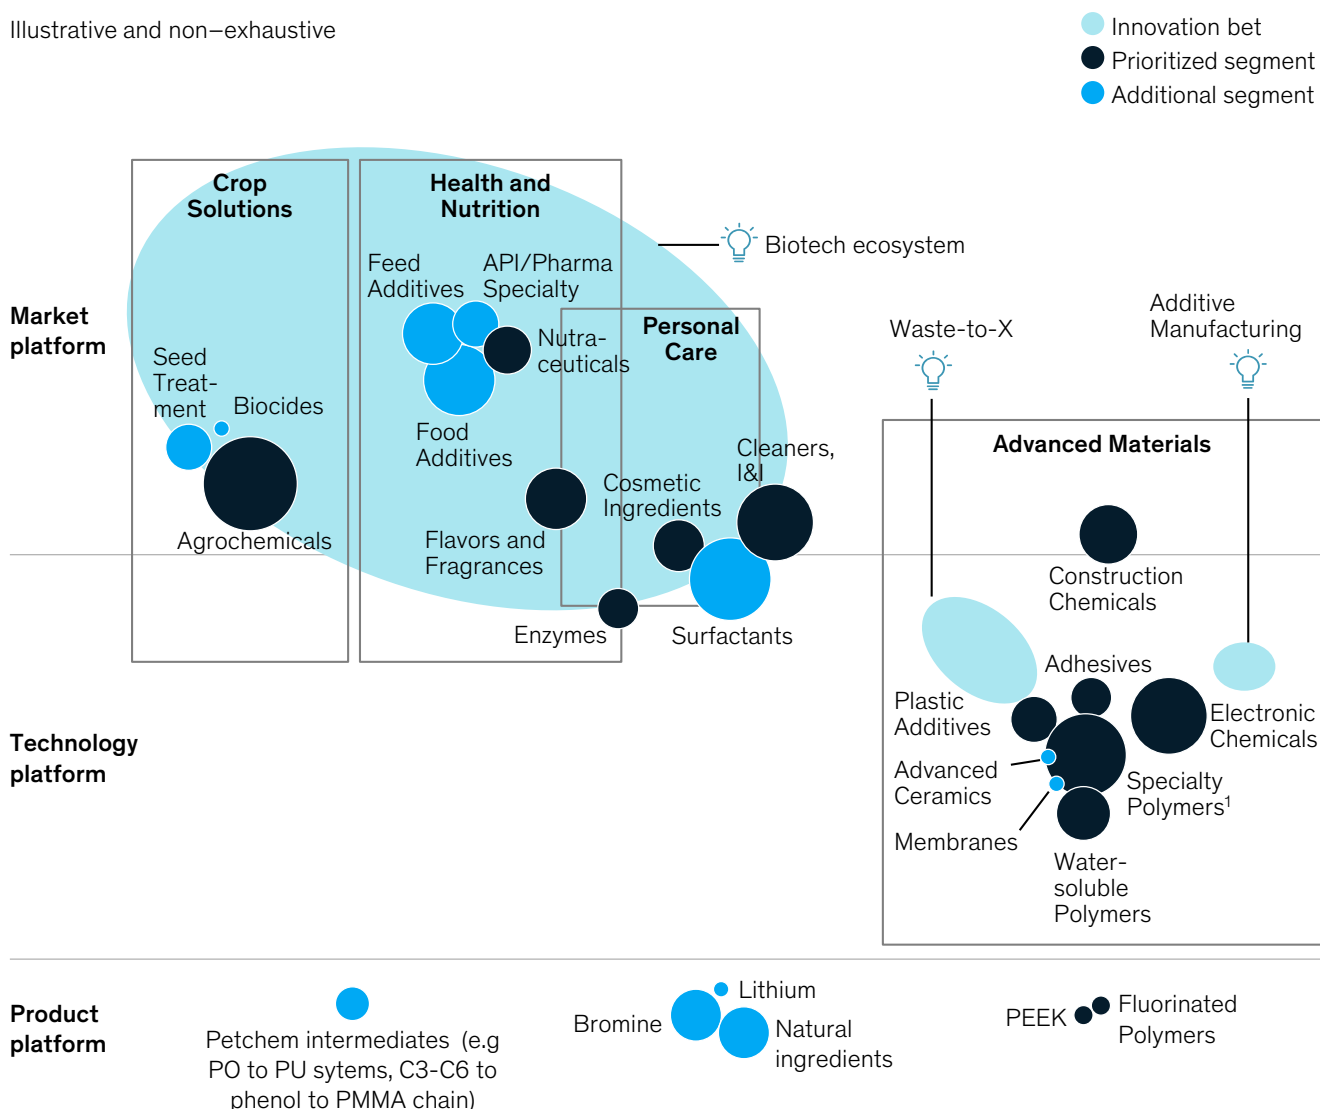 Illustrative and non–exhaustive
Innovation bet
Prioritized segment
Additional segment
Crop
Solutions
Health and
Nutrition
Biotech ecosystem
Feed
Additives
API/Pharma
Specialty
Market
platform
Personal
Care
Nutra-
ceuticals
Waste-to-X
Additive
Manufacturing
Seed
Treat-
ment
Biocides
Food
Additives
Cleaners,
I&I
Cosmetic
Ingredients
Advanced Materials
Agrochemicals
Flavors and
Fragrances
Construction
Chemicals
Enzymes
Surfactants
Adhesives
Plastic
Additives
Electronic
Chemicals
Technology
platform
Advanced
Ceramics
Specialty
Polymers¹
Membranes
Water-
soluble
Polymers
Product
platform
Petchem intermediates (e.g
PO to PU sytems, C3-C6 to
phenol to PMMA chain)
Bromine
Lithium
Natural
ingredients
PEEK
Fluorinated
Polymers